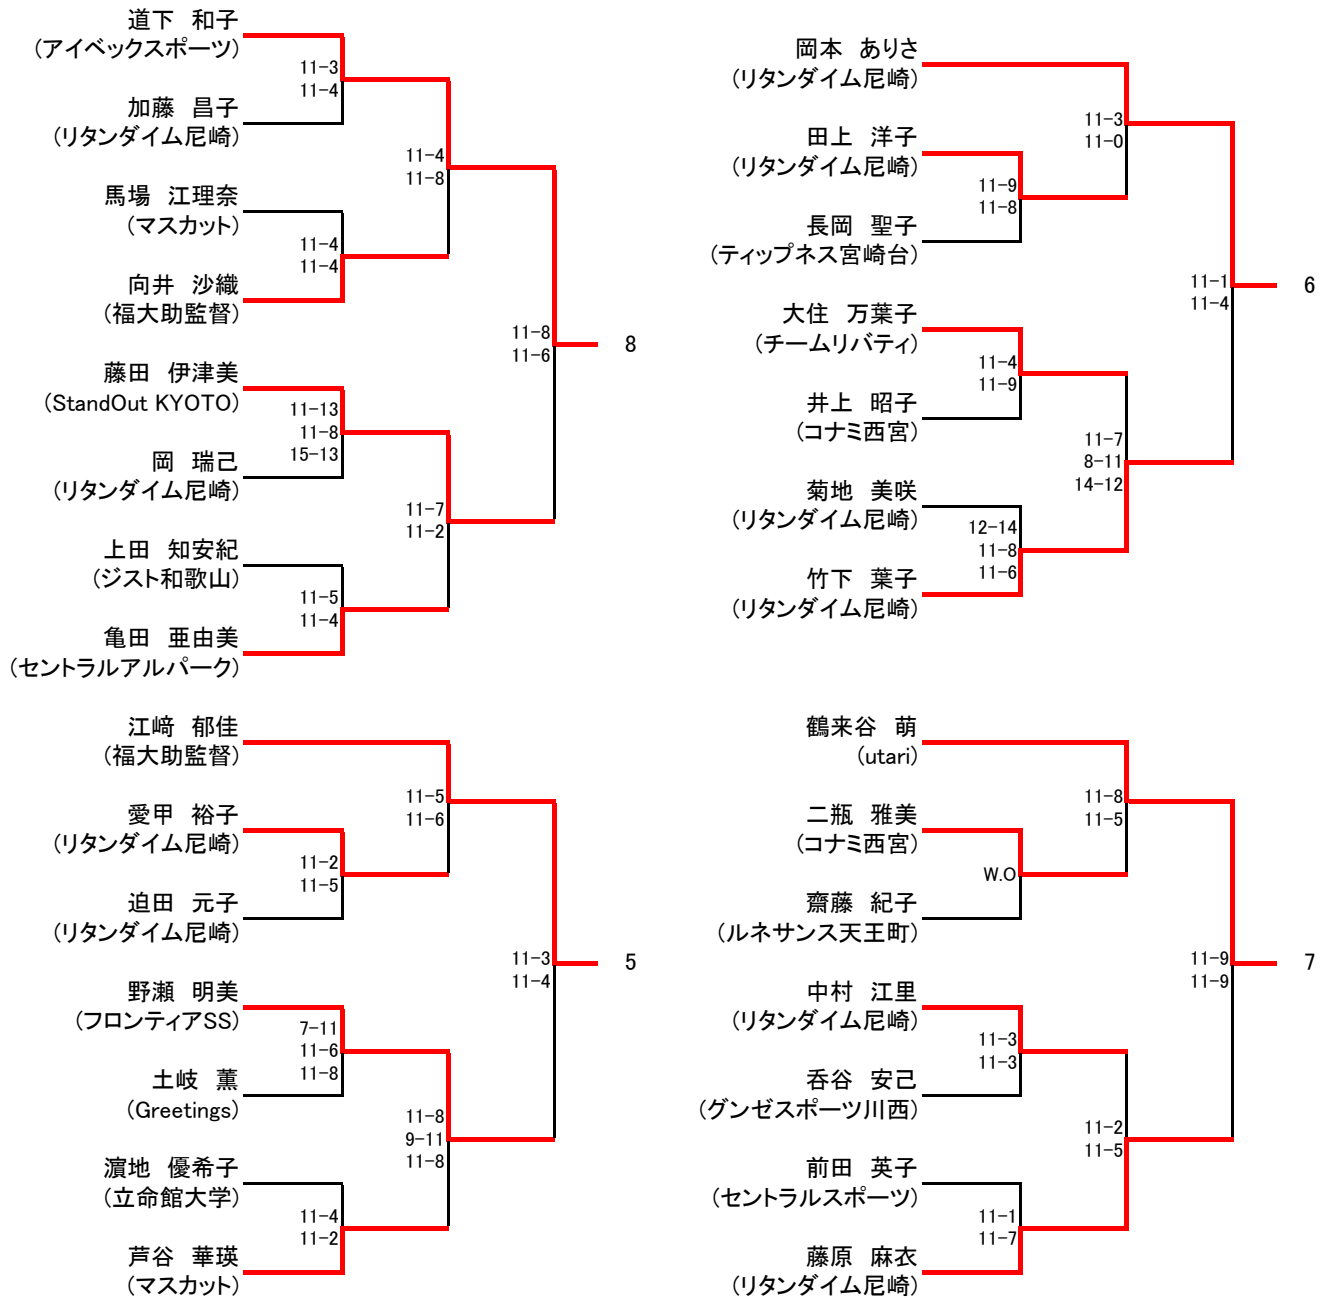 道下　和子
(アイベックスポーツ)
11-3
11-4
加藤　昌子
(リタンダイム尼崎)
11-4
11-8
馬場　江理奈
(マスカット)
11-4
11-4
向井　沙織
(福大助監督)
11-8
11-6
8
藤田　伊津美
(StandOut KYOTO)
11-13
11-8
15-13
岡　瑞己
(リタンダイム尼崎)
11-7
11-2
上田　知安紀
(ジスト和歌山)
11-5
11-4
亀田　亜由美
(セントラルアルパーク)
岡本　ありさ
(リタンダイム尼崎)
11-3
11-0
田上　洋子
(リタンダイム尼崎)
11-9
11-8
長岡　聖子
(ティップネス宮崎台)
11-1
11-4
6
大住　万葉子
(チームリバティ)
11-4
11-9
井上　昭子
(コナミ西宮)
11-7
8-11
14-12
菊地　美咲
(リタンダイム尼崎)
12-14
11-8
11-6
竹下　葉子
(リタンダイム尼崎)
江﨑　郁佳
(福大助監督)
11-5
11-6
愛甲　裕子
(リタンダイム尼崎)
11-2
11-5
迫田　元子
(リタンダイム尼崎)
11-3
11-4
5
野瀬　明美
(フロンティアSS)
7-11
11-6
11-8
土岐　薫
(Greetings)
11-8
9-11
11-8
濵地　優希子
(立命館大学)
11-4
11-2
芦谷　華瑛
(マスカット)
鶴来谷　萌
(utari)
11-8
11-5
二瓶　雅美
(コナミ西宮)
W.O
齋藤　紀子
(ルネサンス天王町)
11-9
11-9
7
中村　江里
(リタンダイム尼崎)
11-3
11-3
呑谷　安己
(グンゼスポーツ川西)
11-2
11-5
前田　英子
(セントラルスポーツ)
11-1
11-7
藤原　麻衣
(リタンダイム尼崎)